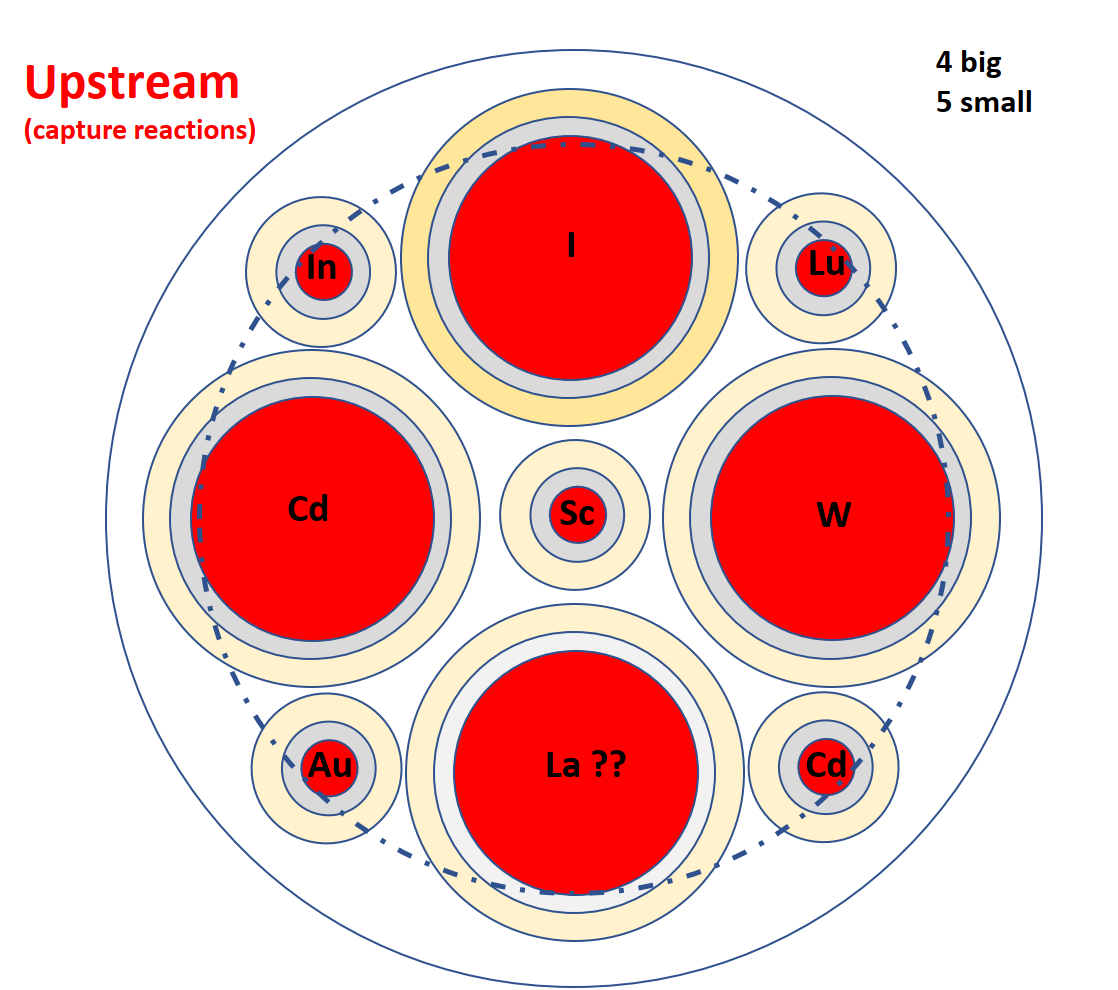 Upstream
(capture reactions)
4 big
5 small
I
In
Lu
Cd
Sc
W
Au
La ??
Cd